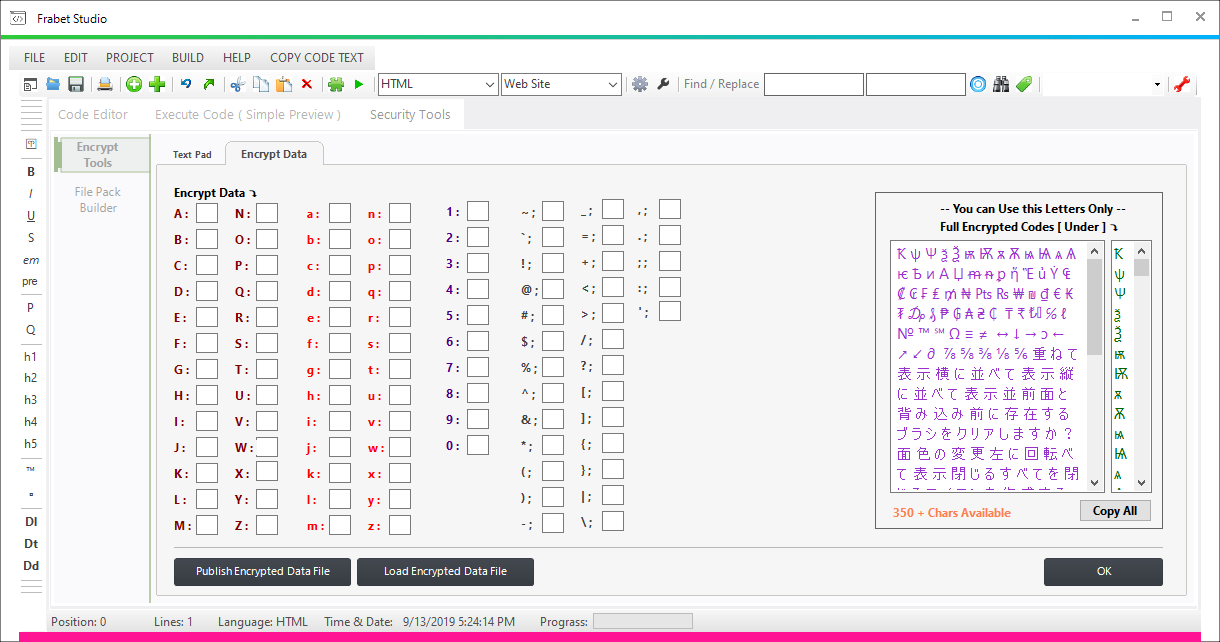 Frabet Studio
FILE EDIT PROJECT BUILD HELP COPY CODE TEXT
HTML Web Site Find / Replace
Code Editor Execute Code ( Simple Preview ) Security Tools
Encrypt
Tools
File Pack
Builder
B
I
U
S
em
pre
P
Q
h1
h2
h3
h4
h5
™
Dl
Dt
Dd
Text Pad Encrypt Data
Encrypt Data
A: N: a: n: 1: ~; _; ,;
B: O: b: o: 2: `; =; .;
C: P: c: p: 3: !; +; ;;
D: Q: d: q: 4: @; <; :;
E: R: e: r: 5: #; >; ';
F: S: f: s: 6: $; /;
G: T: g: t: 7: %; ?;
H: U: h: u: 8: ^; [;
I: V: i: v: 9: &; ];
J: W: j: w: 0: *; {;
K: X: k: x: (; };
L: Y: l: y: ); |;
M: Z: m: z: -; \;
-- You can Use this Letters Only --
Full Encrypted Codes [ Under ]
№ ™ ℠ Ω ≡ ≠ ↔ ↓ → ɔ ←
↗ ↙ ∂ ⅞ ⅝ ⅜ ⅛ ⅝ 重 ね て
表 示 横 に 並 べ て 表 示 縦
に 並 べ て 表 示 並 前 面 と
背 み 込 み 前 に 存 在 す る
ブ ラ シ を ク リ ア し ま す か ？
面 色 の 変 更 左 に 回 転 べ
て 表 示 閉 じ る す べ て を 閉
350 + Chars Available
Copy All
Publish Encrypted Data File Load Encrypted Data File OK
Position: 0 Lines: 1 Language: HTML Time & Date: 9/13/2019 5:24:14 PM Prograss: